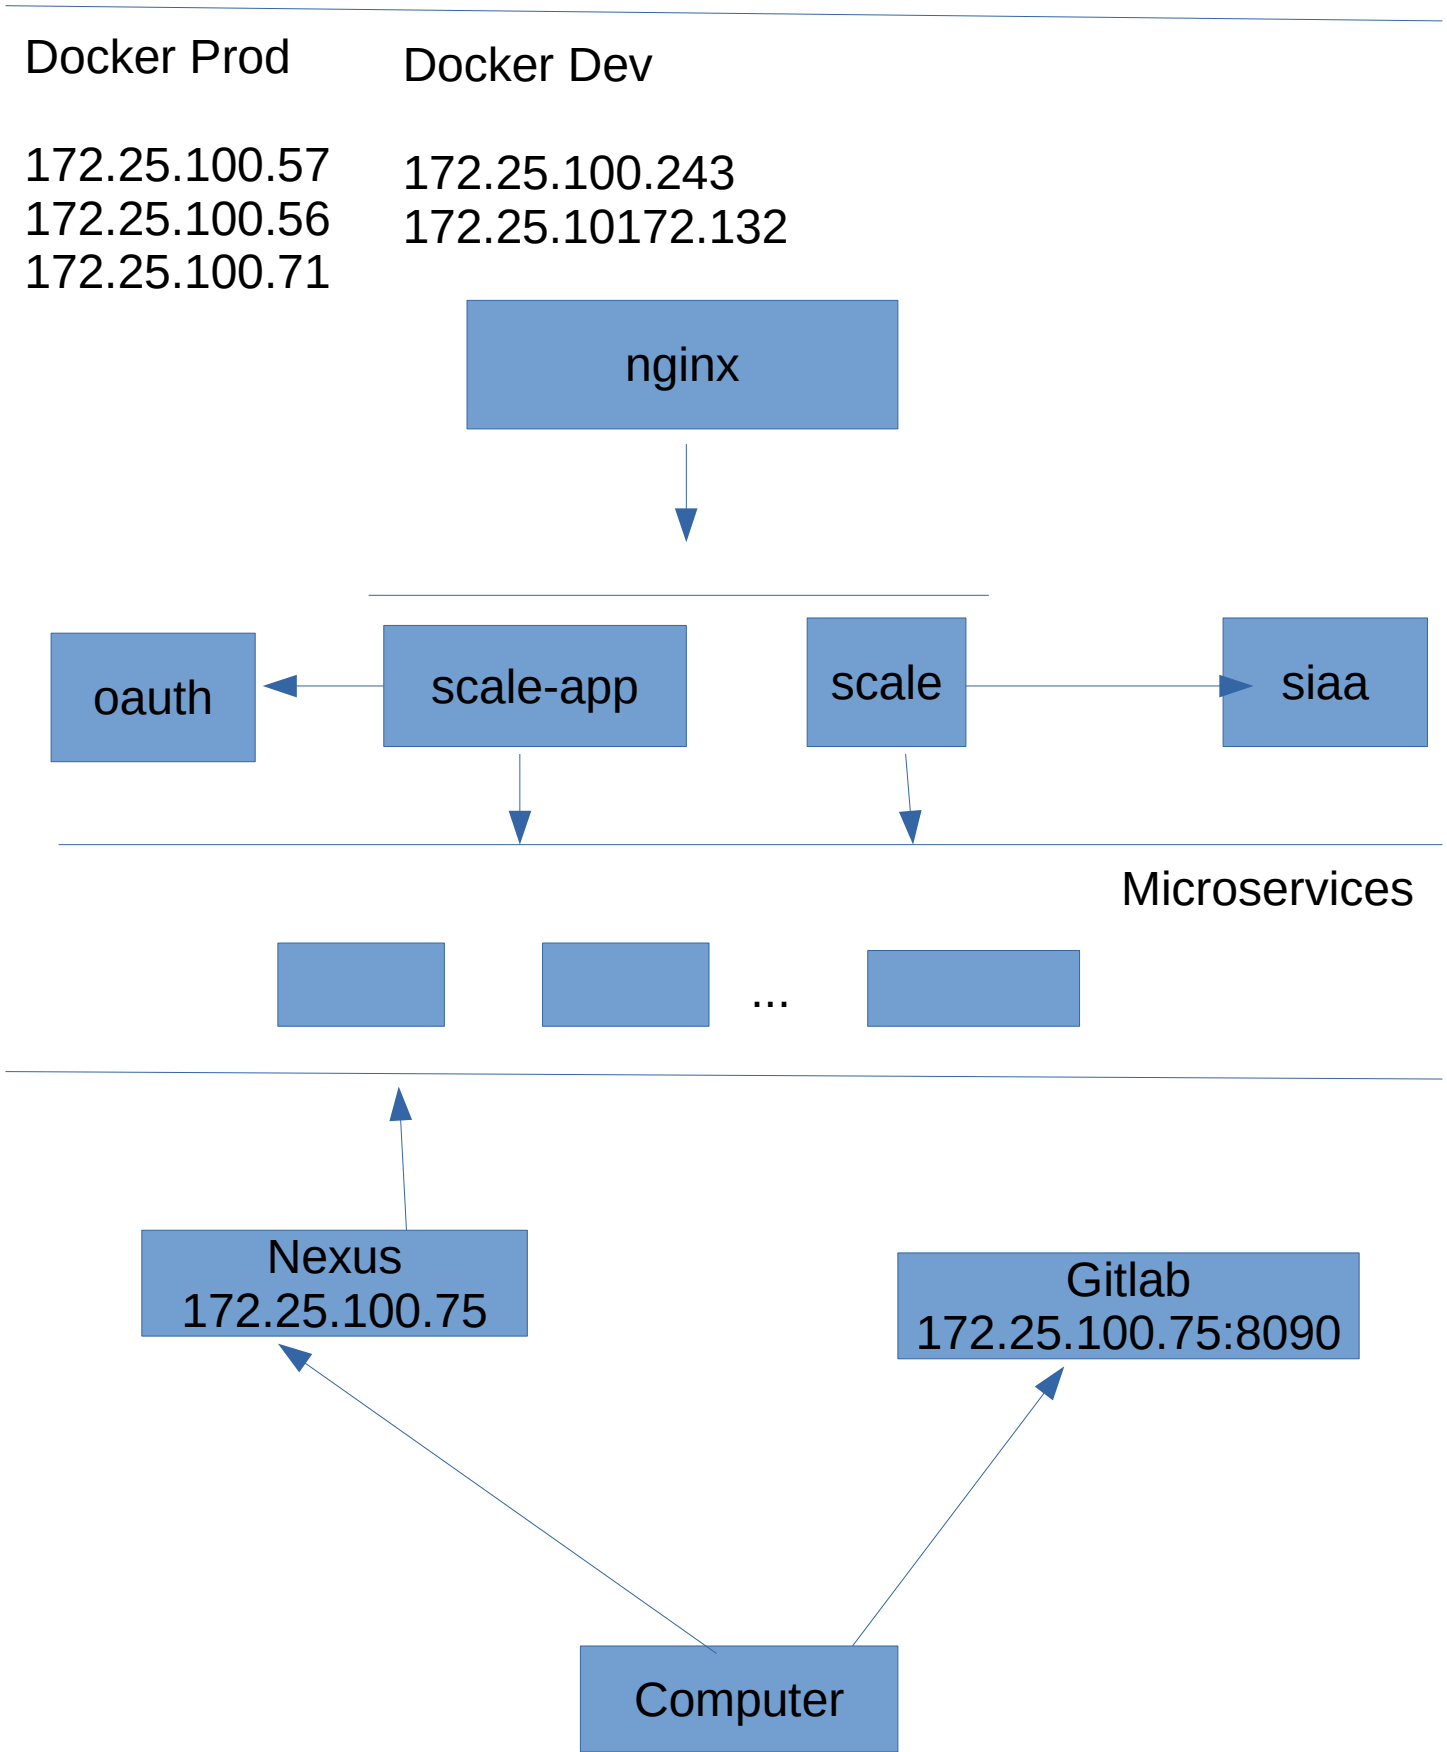 Docker Prod
172.25.100.57
172.25.100.56
172.25.100.71
Docker Dev
172.25.100.243
172.25.10172.132
nginx
oauth
scale-app
scale
siaa
Microservices
...
Nexus
172.25.100.75
Gitlab
172.25.100.75:8090
Computer